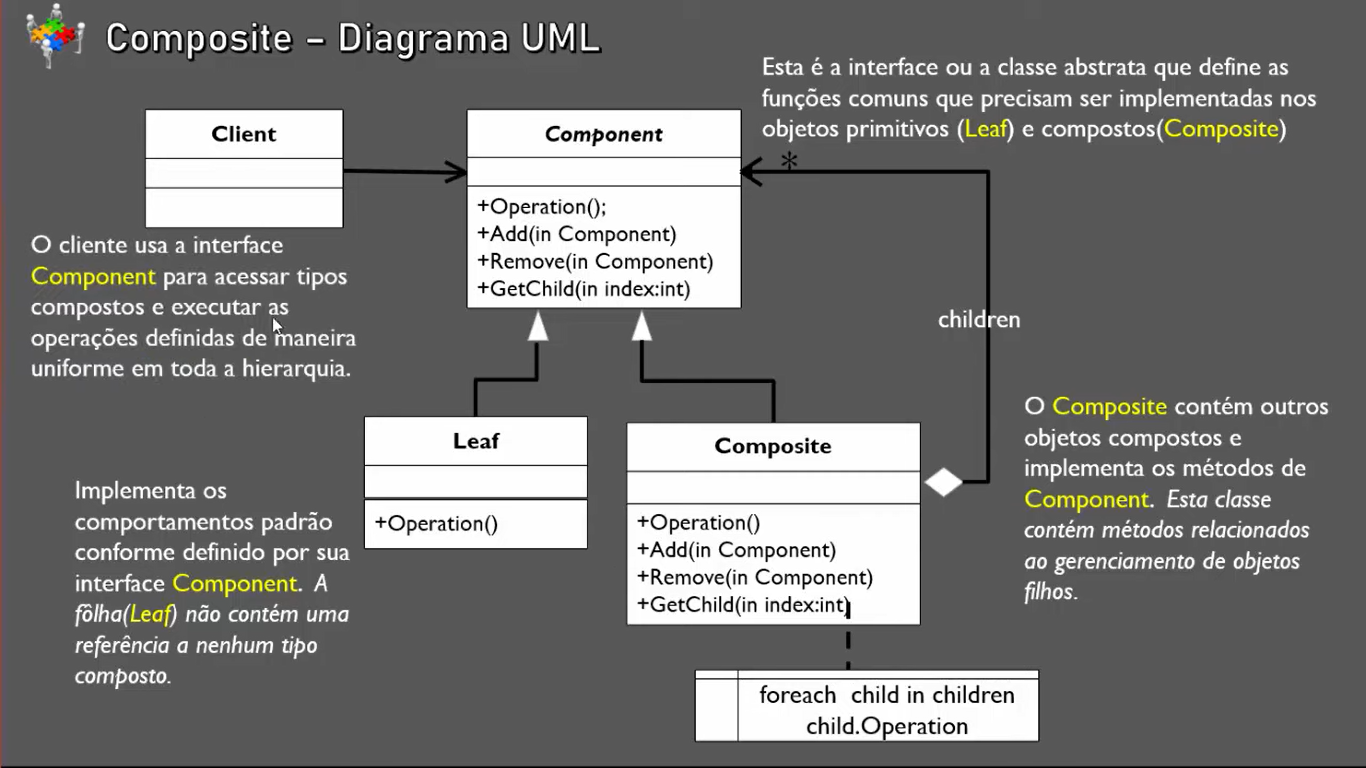 Composite – Diagrama UML
Esta é a interface ou a classe abstrata que define as
funções comuns que precisam ser implementadas nos
objetos primitivos (Leaf) e compostos(Composite)
Client
Component
*
+Operation();
+Add(in Component)
+Remove(in Component)
+GetChild(in index:int)
O cliente usa a interface
Component para acessar tipos
compostos e executar as
operações definidas de maneira
uniforme em toda a hierarquia.
children
Leaf
+Operation()
Composite
+Operation()
+Add(in Component)
+Remove(in Component)
+GetChild(in index:int)
O Composite contém outros
objetos compostos e
implementa os métodos de
Component. Esta classe
contém métodos relacionados
ao gerenciamento de objetos
filhos.
Implementa os
comportamentos padrão
conforme definido por sua
interface Component. A
fôlha(Leaf) não contém uma
referência a nenhum tipo
composto.
foreach child in children
child.Operation